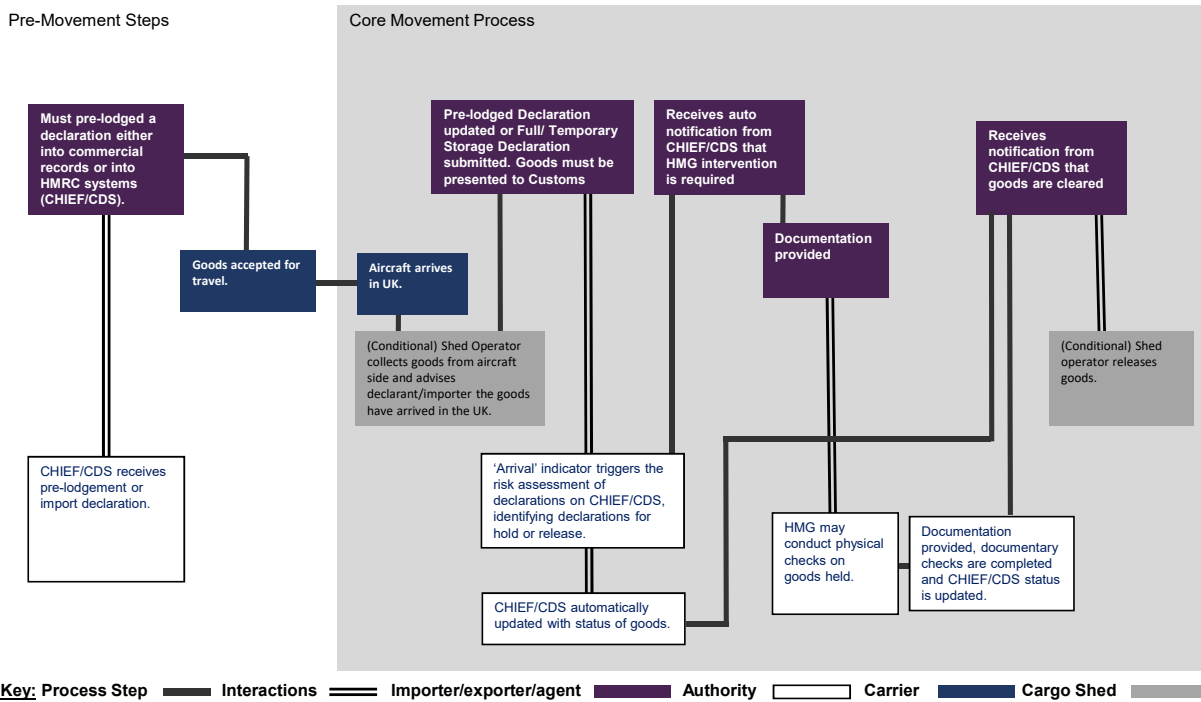 Pre-Movement Steps
Core Movement Process
Must pre-lodged a
declaration either
into commercial
records or into
HMRC systems
(CHIEF/CDS).
Goods accepted for
travel.
Aircraft arrives
in UK.
Pre-lodged Declaration
updated or Full/ Temporary
Storage Declaration
submitted. Goods must be
presented to Customs
Receives auto
notification from
CHIEF/CDS that
HMG intervention
is required
Documentation
provided
Receives
notification from
CHIEF/CDS that
goods are cleared
(Conditional) Shed Operator
collects goods from aircraft
side and advises
declarant/importer the goods
have arrived in the UK.
(Conditional) Shed
operator releases
goods.
CHIEF/CDS receives
pre-lodgement or
import declaration.
‘Arrival’ indicator triggers the
risk assessment of
declarations on CHIEF/CDS,
identifying declarations for
hold or release.
CHIEF/CDS automatically
updated with status of goods.
HMG may
conduct physical
checks on
goods held.
Documentation
provided, documentary
checks are completed
and CHIEF/CDS status
is updated.
Key: Process Step Interactions Importer/exporter/agent Authority Carrier Cargo Shed